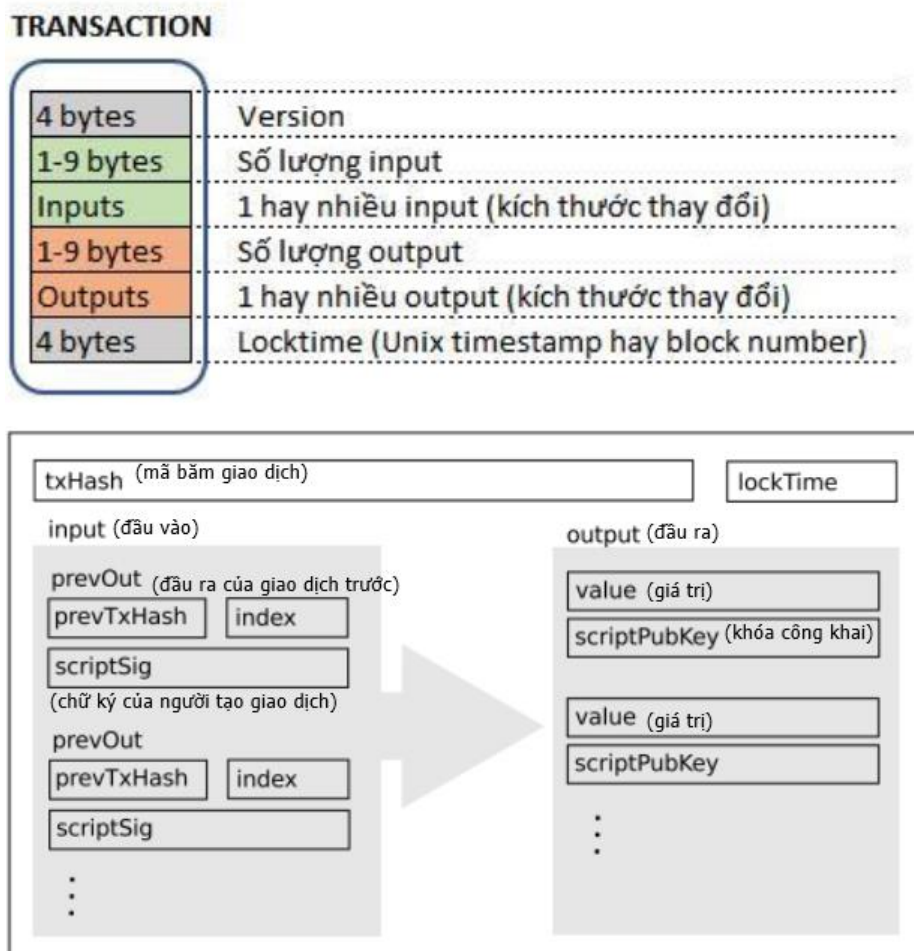 TRANSACTION
4 bytes Version
1-9 bytes Số lượng input
Inputs 1 hay nhiều input (kích thước thay đổi)
1-9 bytes Số lượng output
Outputs 1 hay nhiều output (kích thước thay đổi)
4 bytes Locktime (Unix timestamp hay block number)
txHash (mã băm giao dịch) lockTime
input (đầu vào)
prevOut (đầu ra của giao dịch trước)
prevTxHash index
scriptSig
(chữ ký của người tạo giao dịch)
prevOut
prevTxHash index
scriptSig
output (đầu ra)
value (giá trị)
scriptPubKey (khóa công khai)
value (giá trị)
scriptPubKey